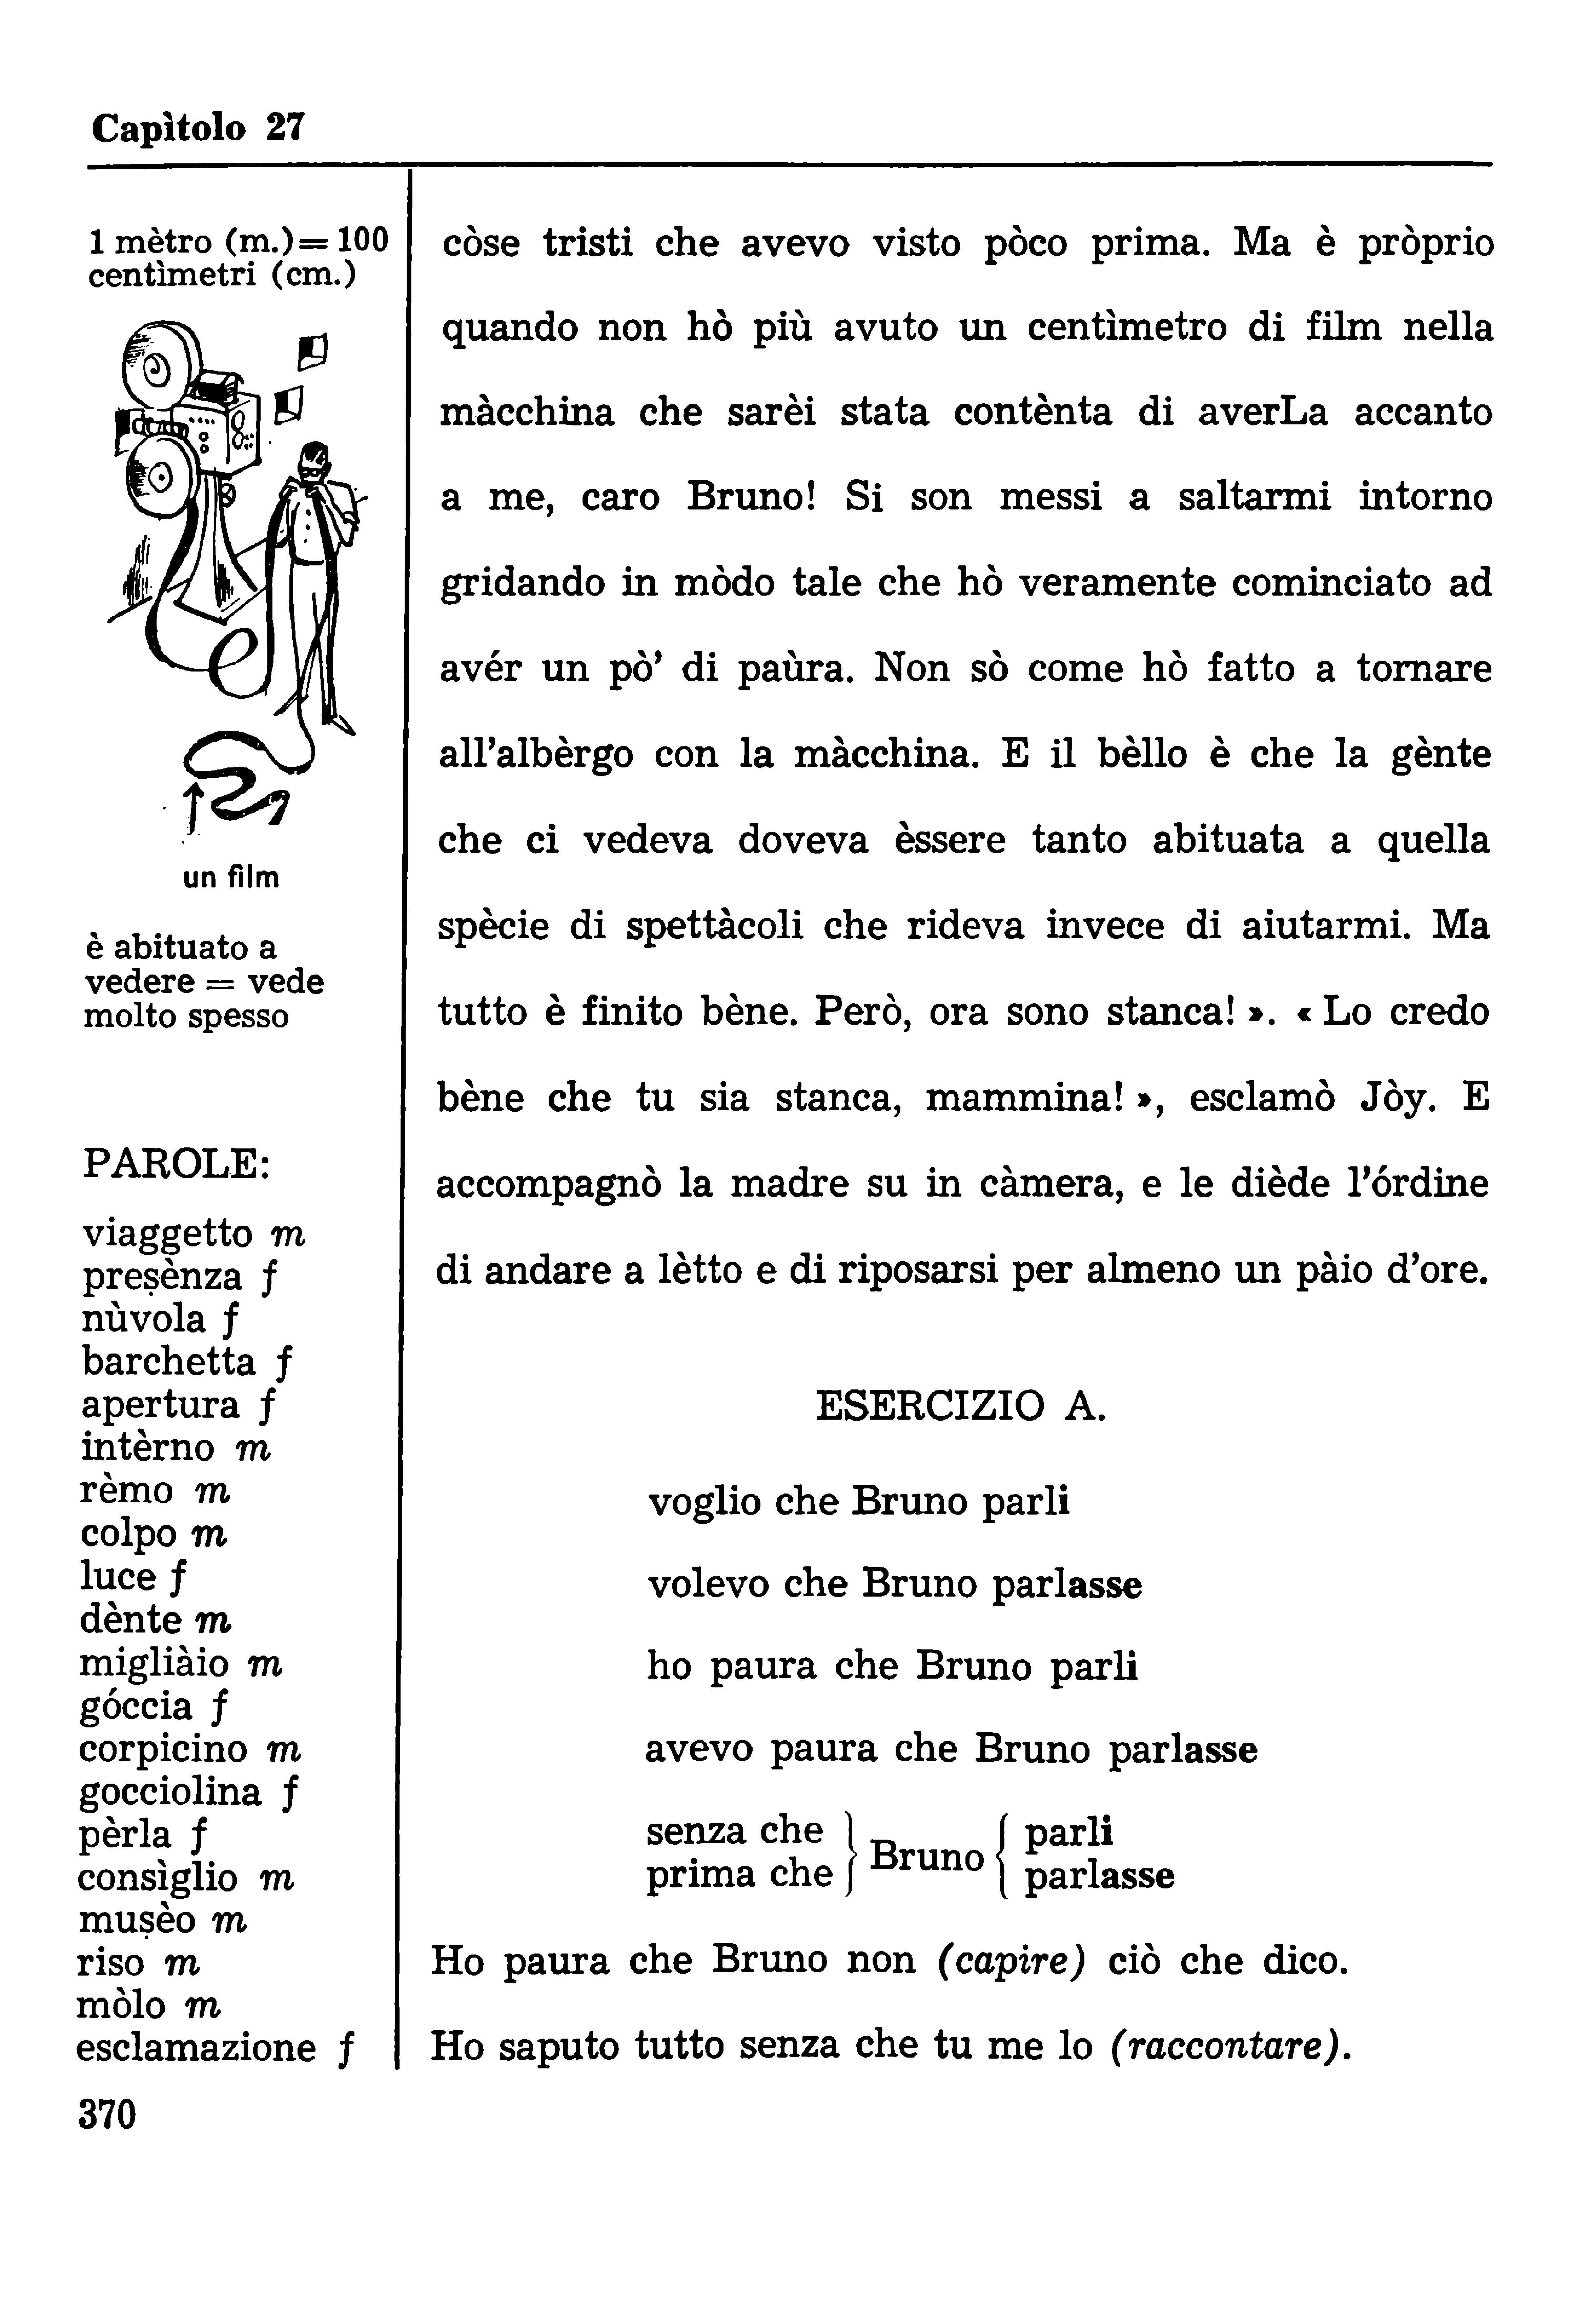 Capìtolo 27
1 mètro (m.)= 100
centìmetri (cm.)
un film
è abituato a
vedere = vede
molto spesso
PAROLE:
viaggetto m
preṣènza f
nùvola f
barchetta f
apertura f
intèrno m
rèmo m
colpo m
luce f
dènte m
migliàio m
góccia f
corpicino m
gocciolina f
pèrla f
consìglio m
muṣèo m
riso m
mòlo m
esclamazione f
còse tristi che avevo visto pòco prima. Ma è pròprio
quando non hò più avuto un centìmetro di film nella
màcchina che sarèi stata contènta di averLa accanto
a me, caro Bruno! Si son messi a saltarmi intorno
gridando in mòdo tale che hò veramente cominciato ad
avér un pò’ di paùra. Non sò come hò fatto a tornare
all’albèrgo con la màcchina. E il bèllo è che la gènte
che ci vedeva doveva èssere tanto abituata a quella
spècie di spettàcoli che rideva invece di aiutarmi. Ma
tutto è finito bène. Però, ora sono stanca! ». « Lo credo
bène che tu sia stanca, mammina! », esclamò Jòy. E
accompagnò la madre su in càmera, e le diède l’órdine
di andare a lètto e di riposarsi per almeno un pàio d’ore.
ESERCIZIO A.
voglio che Bruno parli
volevo che Bruno parlasse
ho paura che Bruno parli
avevo paura che Bruno parlasse
senza che } Bruno { parli
prima che } Bruno { parlasse
Ho paura che Bruno non (capire) ciò che dico.
Ho saputo tutto senza che tu me lo (raccontare).
370